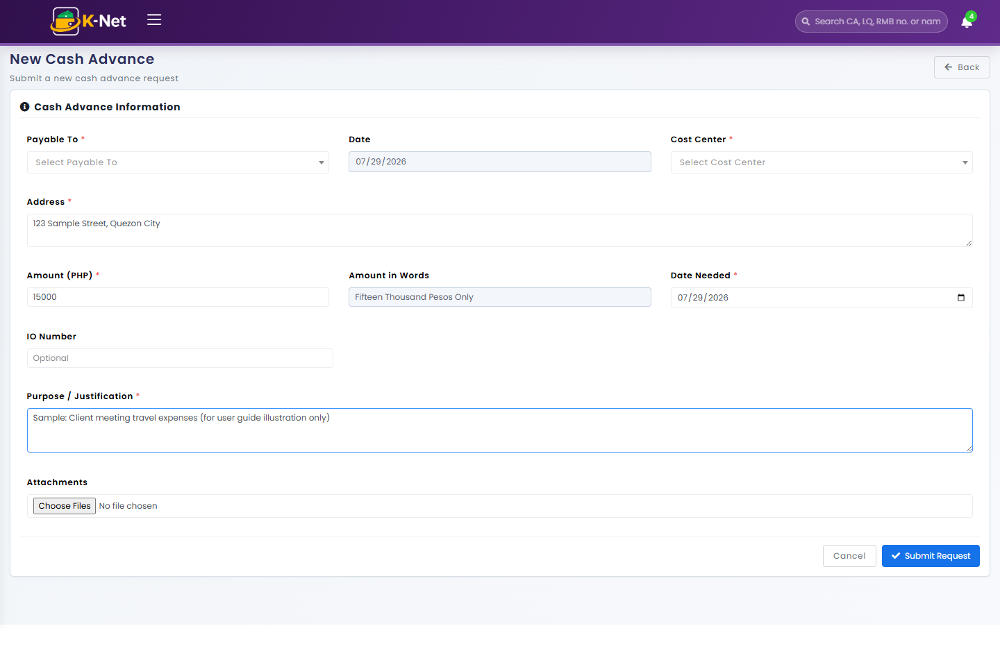 K-Net
Search CA, LQ, RMB no. or nam
4
New Cash Advance
Submit a new cash advance request
Back
Cash Advance Information
Payable To *
Date
Cost Center *
Select Payable To
07/29/2026
Select Cost Center
Address *
123 Sample Street, Quezon City
Amount (PHP) *
Amount in Words
Date Needed *
15000
Fifteen Thousand Pesos Only
07/29/2026
IO Number
Optional
Purpose / Justification *
Sample: Client meeting travel expenses (for user guide illustration only)
Attachments
Choose Files No file chosen
Cancel
Submit Request